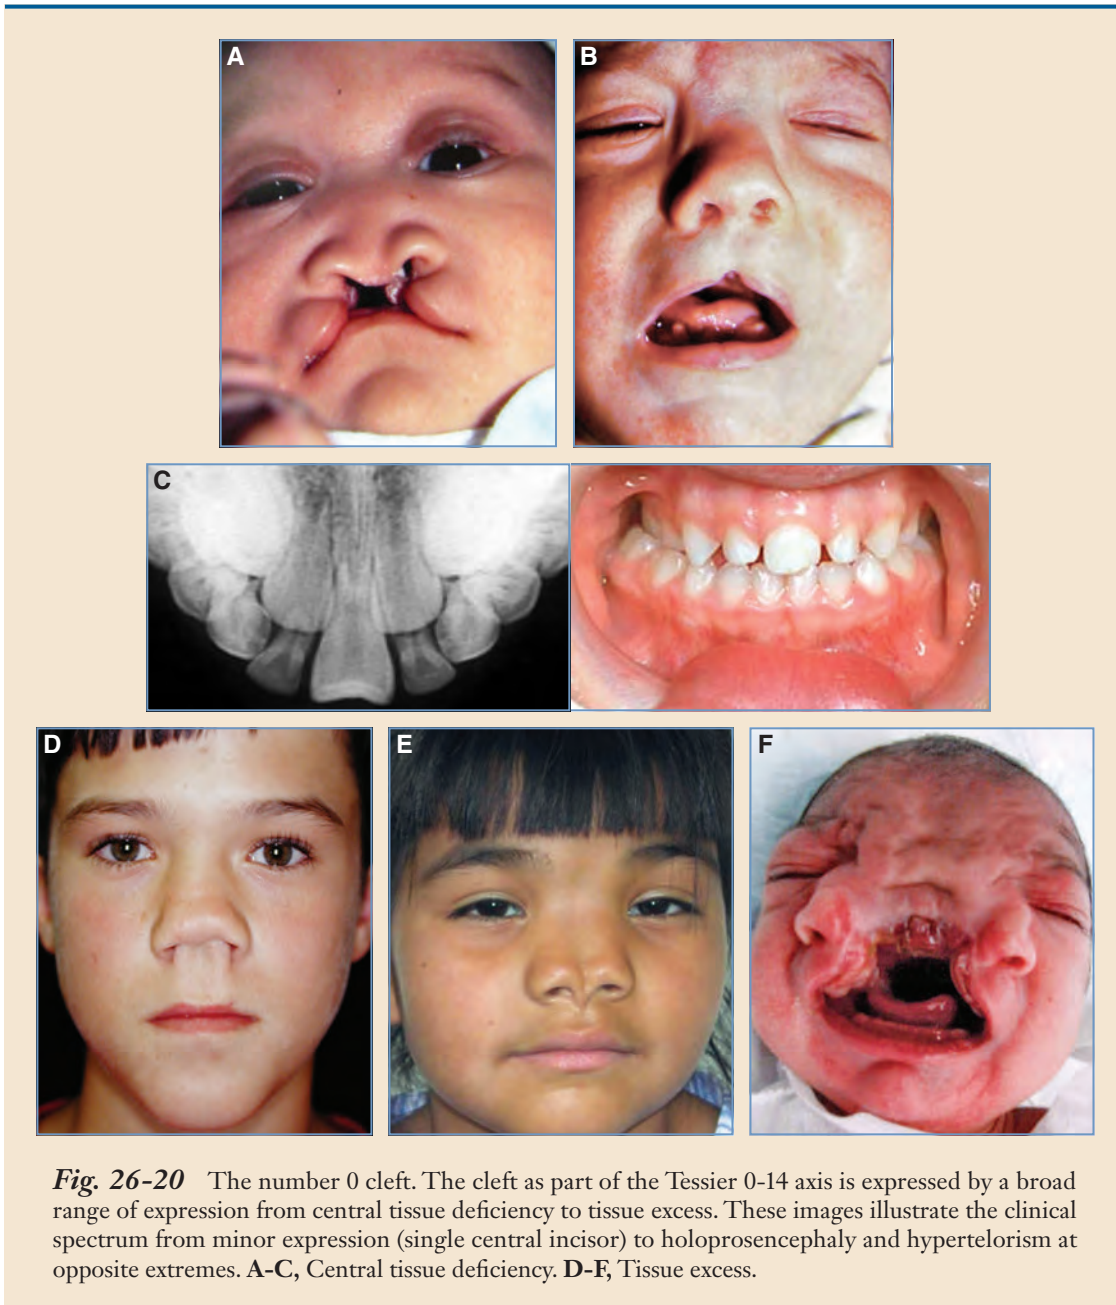 A
B
C
D
E
F
Fig. 26-20 The number 0 cleft. The cleft as part of the Tessier 0-14 axis is expressed by a broad
range of expression from central tissue deficiency to tissue excess. These images illustrate the clinical
spectrum from minor expression (single central incisor) to holoprosencephaly and hypertelorism at
opposite extremes. A-C, Central tissue deficiency. D-F, Tissue excess.